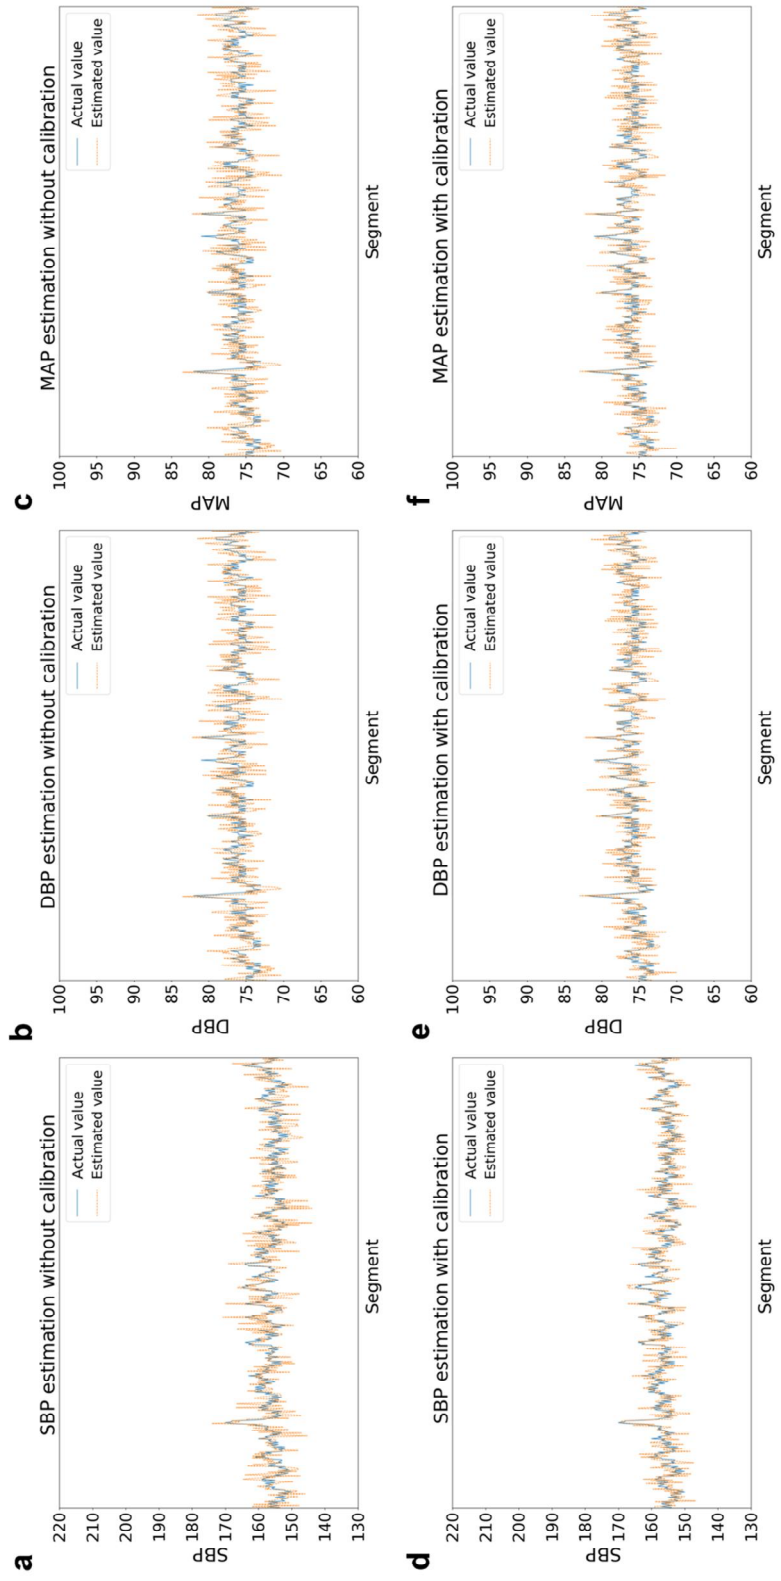 a
SBP estimation without calibration
Actual value
Estimated value
220
210
200
190
180
170
160
150
140
130
SBP
Segment
b
DBP estimation without calibration
Actual value
Estimated value
100
95
90
85
80
75
70
65
60
DBP
Segment
c
MAP estimation without calibration
Actual value
Estimated value
100
95
90
85
80
75
70
65
60
MAP
Segment
d
SBP estimation with calibration
Actual value
Estimated value
220
210
200
190
180
170
160
150
140
130
SBP
Segment
e
DBP estimation with calibration
Actual value
Estimated value
100
95
90
85
80
75
70
65
60
DBP
Segment
f
MAP estimation with calibration
Actual value
Estimated value
100
95
90
85
80
75
70
65
60
MAP
Segment